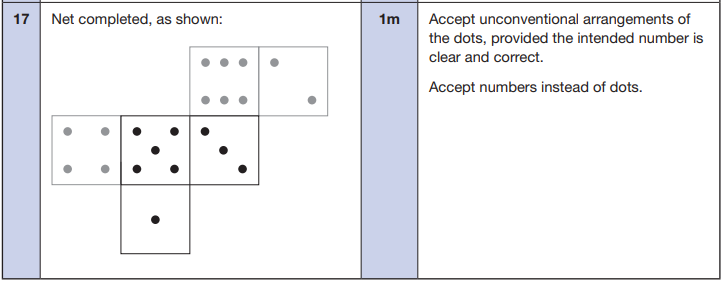 17
Net completed, as shown:
1m
Accept unconventional arrangements of
the dots, provided the intended number is
clear and correct.
Accept numbers instead of dots.